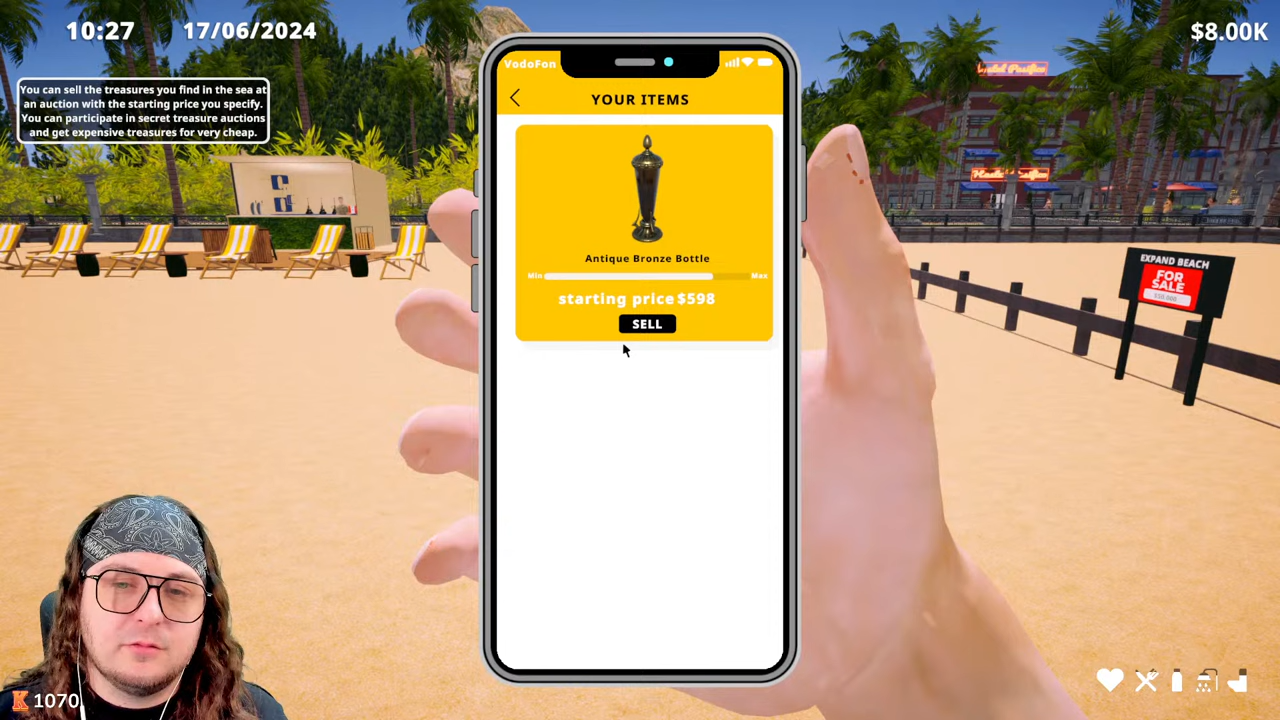 10:27
17/06/2024
$8.00K
You can sell the treasures you find in the sea at
an auction with the starting price you specify.
You can participate in secret treasure auctions
and get expensive treasures for very cheap.
VodoFon
YOUR ITEMS
Antique Bronze Bottle
Min
Max
starting price $598
SELL
EXPAND BEACH
FOR
SALE
1070